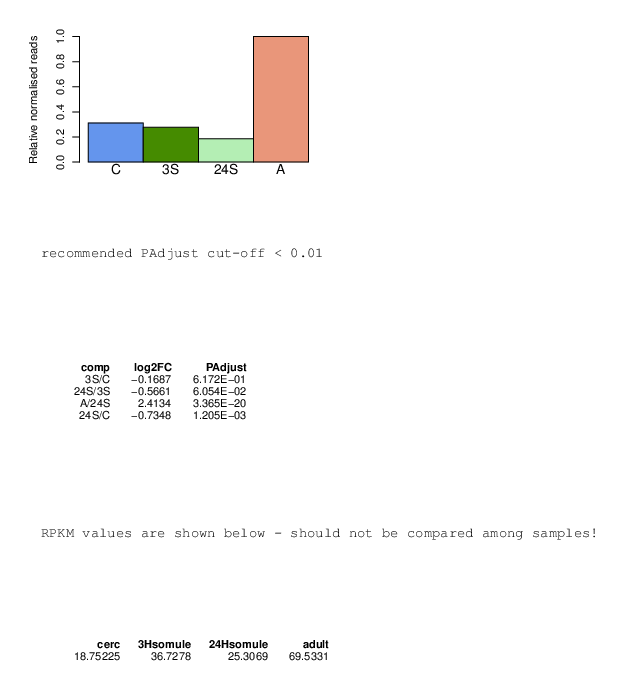 Relative normalised reads
1.0
0.8
0.6
0.4
0.2
0.0
C 3S 24S A
recommended PAdjust cut-off < 0.01
comp log2FC PAdjust
3S/C −0.1687 6.172E−01
24S/3S −0.5661 6.054E−02
A/24S 2.4134 3.365E−20
24S/C −0.7348 1.205E−03
RPKM values are shown below - should not be compared among samples!
cerc 3Hsomule 24Hsomule adult
18.75225 36.7278 25.3069 69.5331